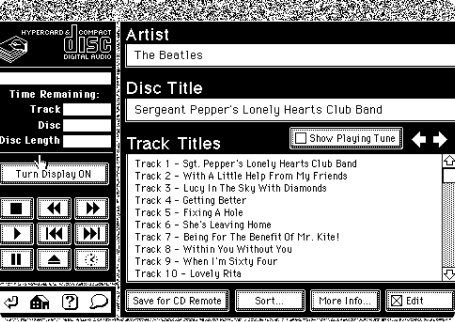 HYPERCARD & COMPACT
disc
DIGITAL AUDIO
Time Remaining:
Track
Disc
Disc Length
Turn Display ON
Artist
The Beatles
Disc Title
Sergeant Pepper's Lonely Hearts Club Band
Track Titles
Show Playing Tune
Track 1 - Sgt. Pepper's Lonely Hearts Club Band
Track 2 - With A Little Help From My Friends
Track 3 - Lucy In The Sky With Diamonds
Track 4 - Getting Better
Track 5 - Fixing A Hole
Track 6 - She's Leaving Home
Track 7 - Being For The Benefit Of Mr. Kite!
Track 8 - Within You Without You
Track 9 - When I'm Sixty Four
Track 10 - Lovely Rita
Save for CD Remote
Sort...
More Info...
Edit